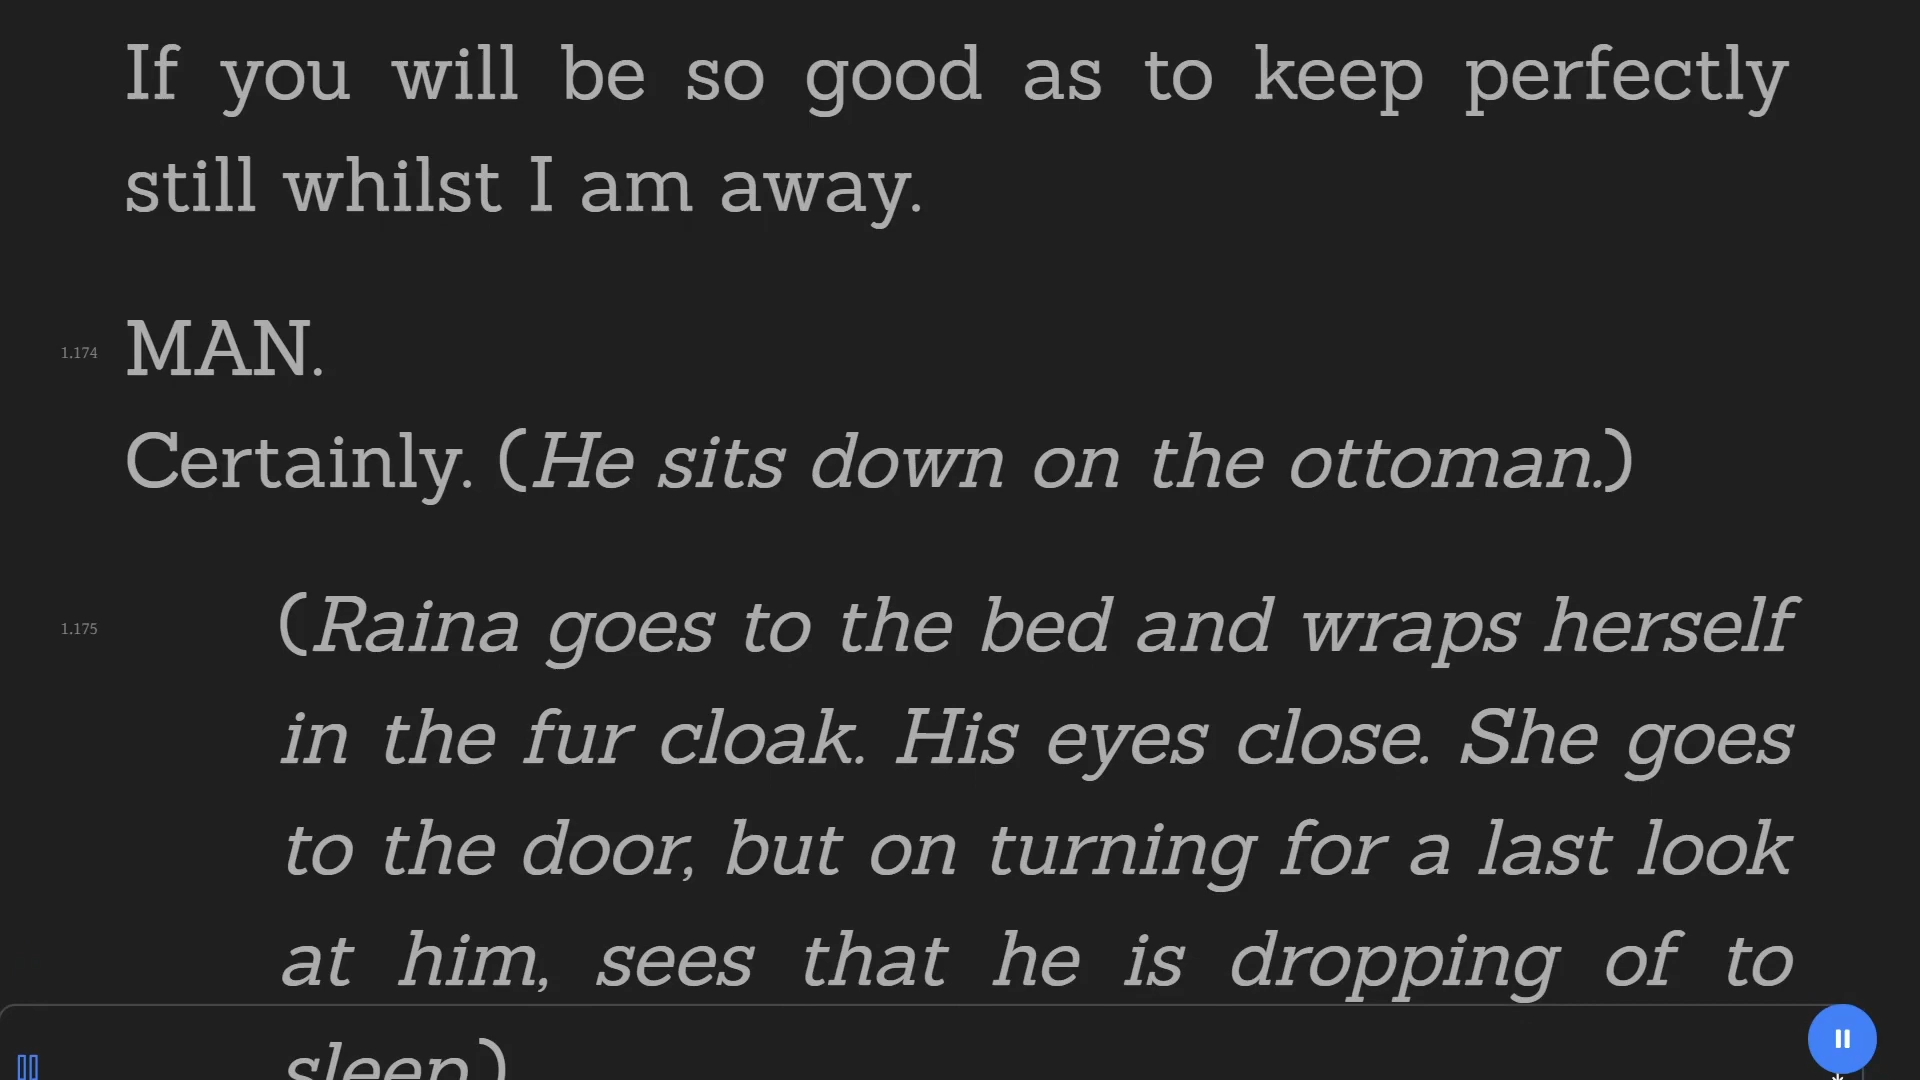 If you will be so good as to keep perfectly
still whilst I am away.
1.174 MAN.
Certainly. (He sits down on the ottoman.)
1.175 (Raina goes to the bed and wraps herself
in the fur cloak. His eyes close. She goes
to the door, but on turning for a last look
at him, sees that he is dropping of to
sleep.)